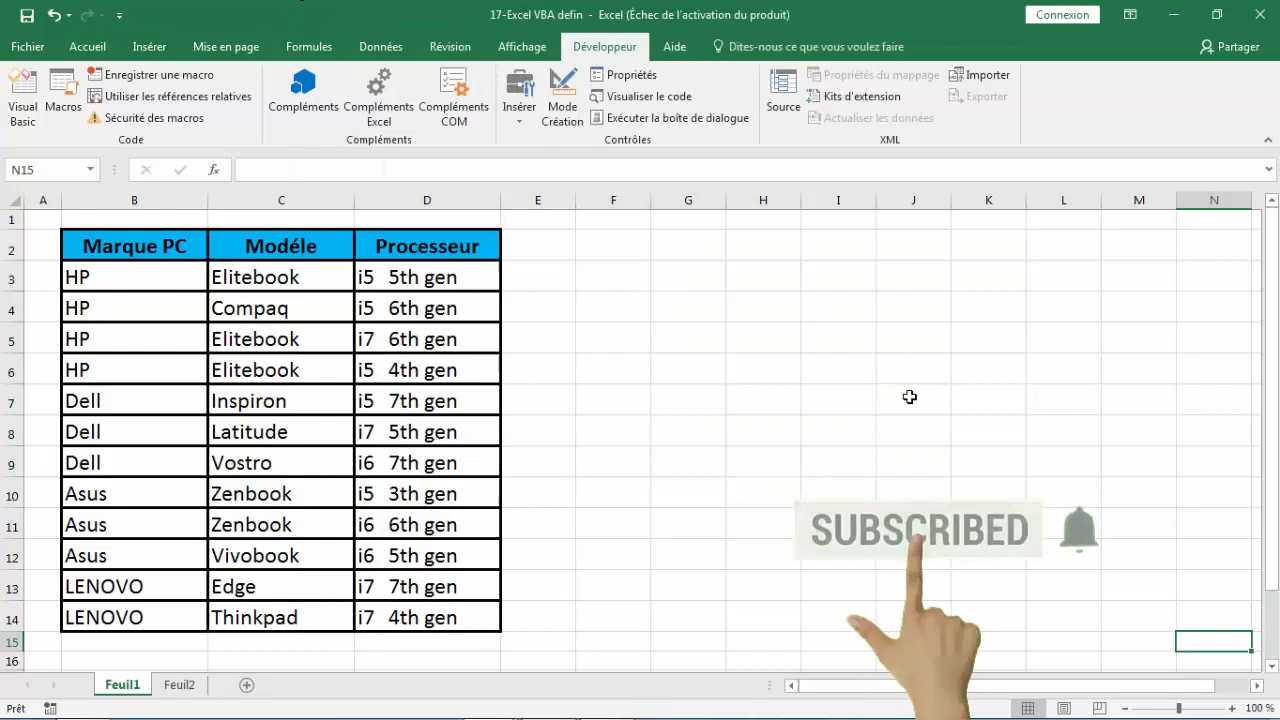 17-Excel VBA defin - Excel (Échec de l'activation du produit)
Connexion
Fichier Accueil Insérer Mise en page Formules Données Révision Affichage Développeur Aide Dites-nous ce que vous voulez faire Partager
Visual Basic
Macros
Enregistrer une macro
Utiliser les références relatives
Sécurité des macros
Code
Compléments
Compléments Excel
Compléments COM
Compléments
Insérer
Mode Création
Propriétés
Visualiser le code
Exécuter la boîte de dialogue
Contrôles
Source
Propriétés du mappage
Kits d'extension
Actualiser les données
Importer
Exporter
XML
N15
fx
A B C D E F G H I J K L M N
1
2 Marque PC Modéle Processeur
3 HP Elitebook i5 5th gen
4 HP Compaq i5 6th gen
5 HP Elitebook i7 6th gen
6 HP Elitebook i5 4th gen
7 Dell Inspiron i5 7th gen
8 Dell Latitude i7 5th gen
9 Dell Vostro i6 7th gen
10 Asus Zenbook i5 3th gen
11 Asus Zenbook i6 6th gen
12 Asus Vivobook i6 5th gen
13 LENOVO Edge i7 7th gen
14 LENOVO Thinkpad i7 4th gen
15
16
SUBSCRIBED
Feuil1 Feuil2
Prêt
100 %